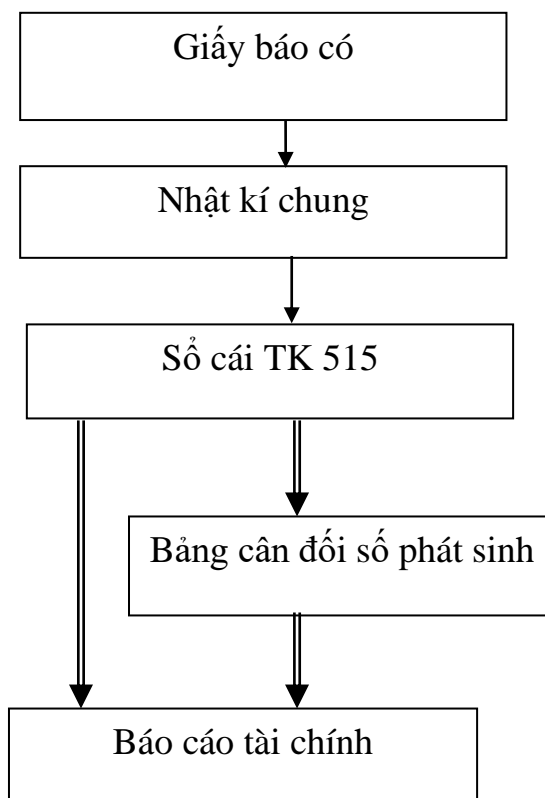 Giấy báo có
Nhật kí chung
Sổ cái TK 515
Bảng cân đối số phát sinh
Báo cáo tài chính